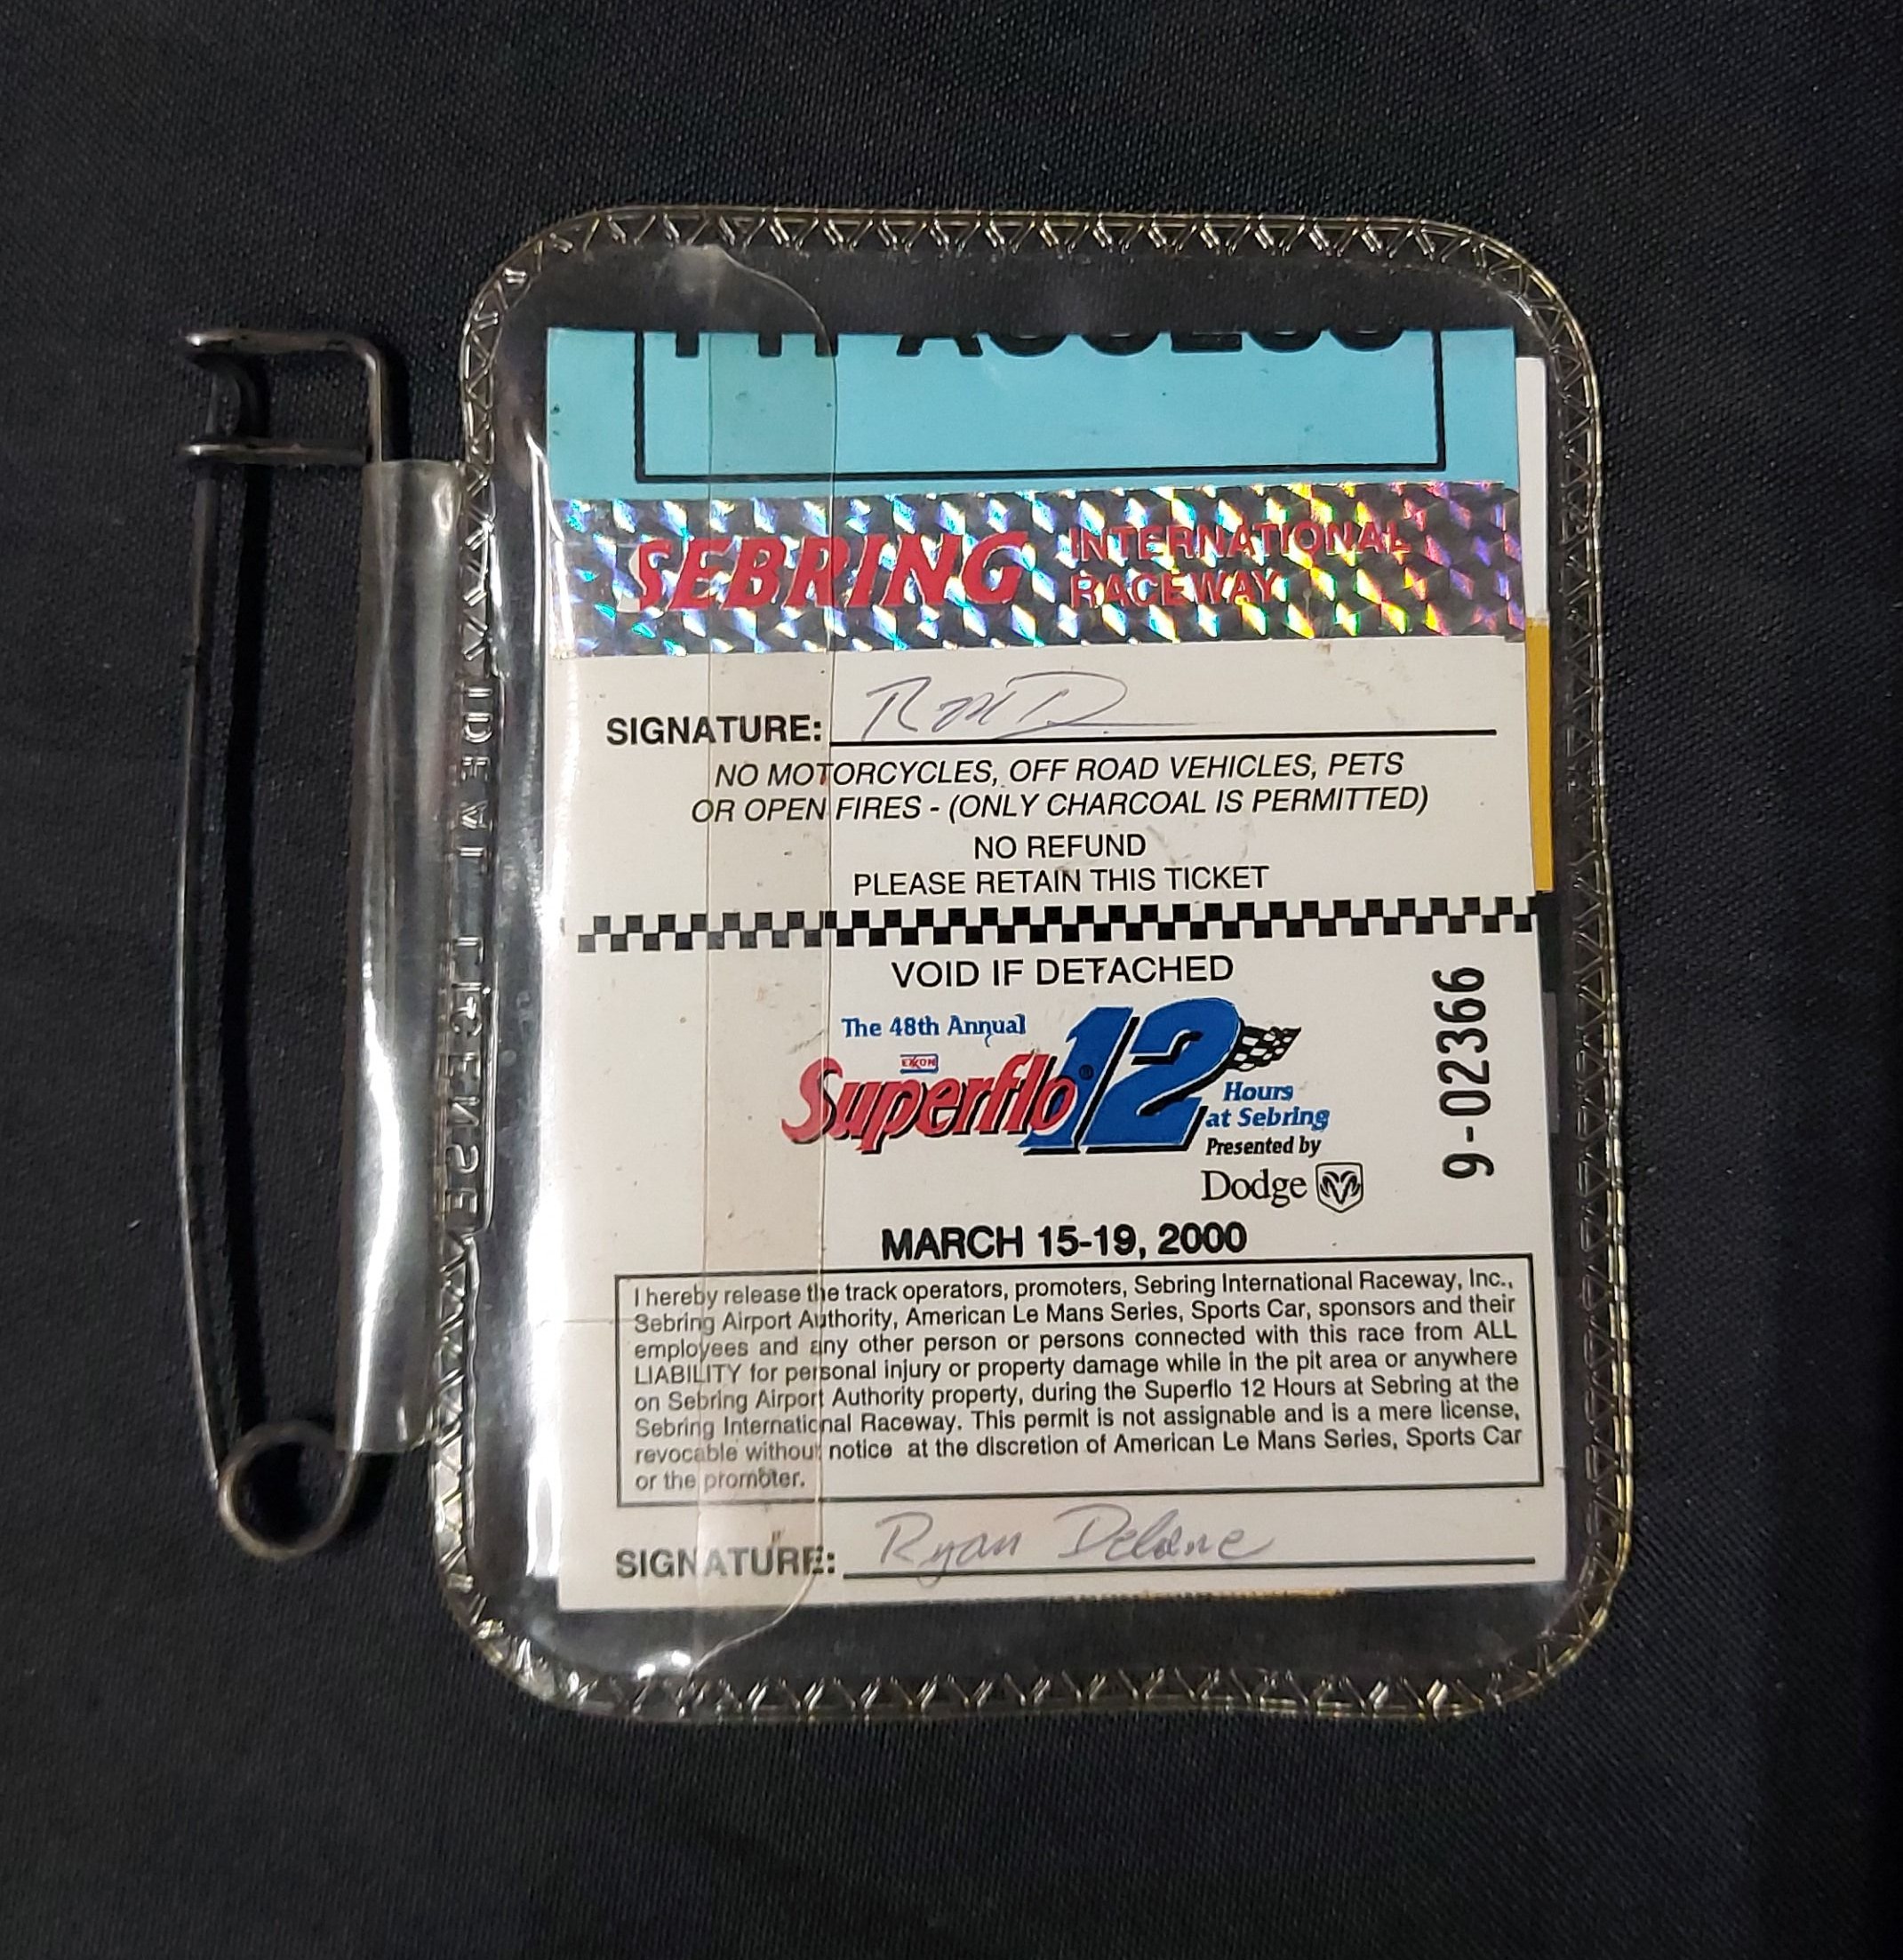 PIT ACCESS
SEBRING INTERNATIONAL
RACEWAY
SIGNATURE:
NO MOTORCYCLES, OFF ROAD VEHICLES, PETS
OR OPEN FIRES - (ONLY CHARCOAL IS PERMITTED)
NO REFUND
PLEASE RETAIN THIS TICKET
VOID IF DETACHED
9-02366
The 48th Annual
EXXON
Superflo® 12
Hours
at Sebring
Presented by
Dodge
MARCH 15-19, 2000
I hereby release the track operators, promoters, Sebring International Raceway, Inc.,
Sebring Airport Authority, American Le Mans Series, Sports Car, sponsors and their
employees and any other person or persons connected with this race from ALL
LIABILITY for personal injury or property damage while in the pit area or anywhere
on Sebring Airport Authority property, during the Superflo 12 Hours at Sebring at the
Sebring International Raceway. This permit is not assignable and is a mere license,
revocable without notice at the discretion of American Le Mans Series, Sports Car
or the promoter.
SIGNATURE: Ryan Delane
LICENSE